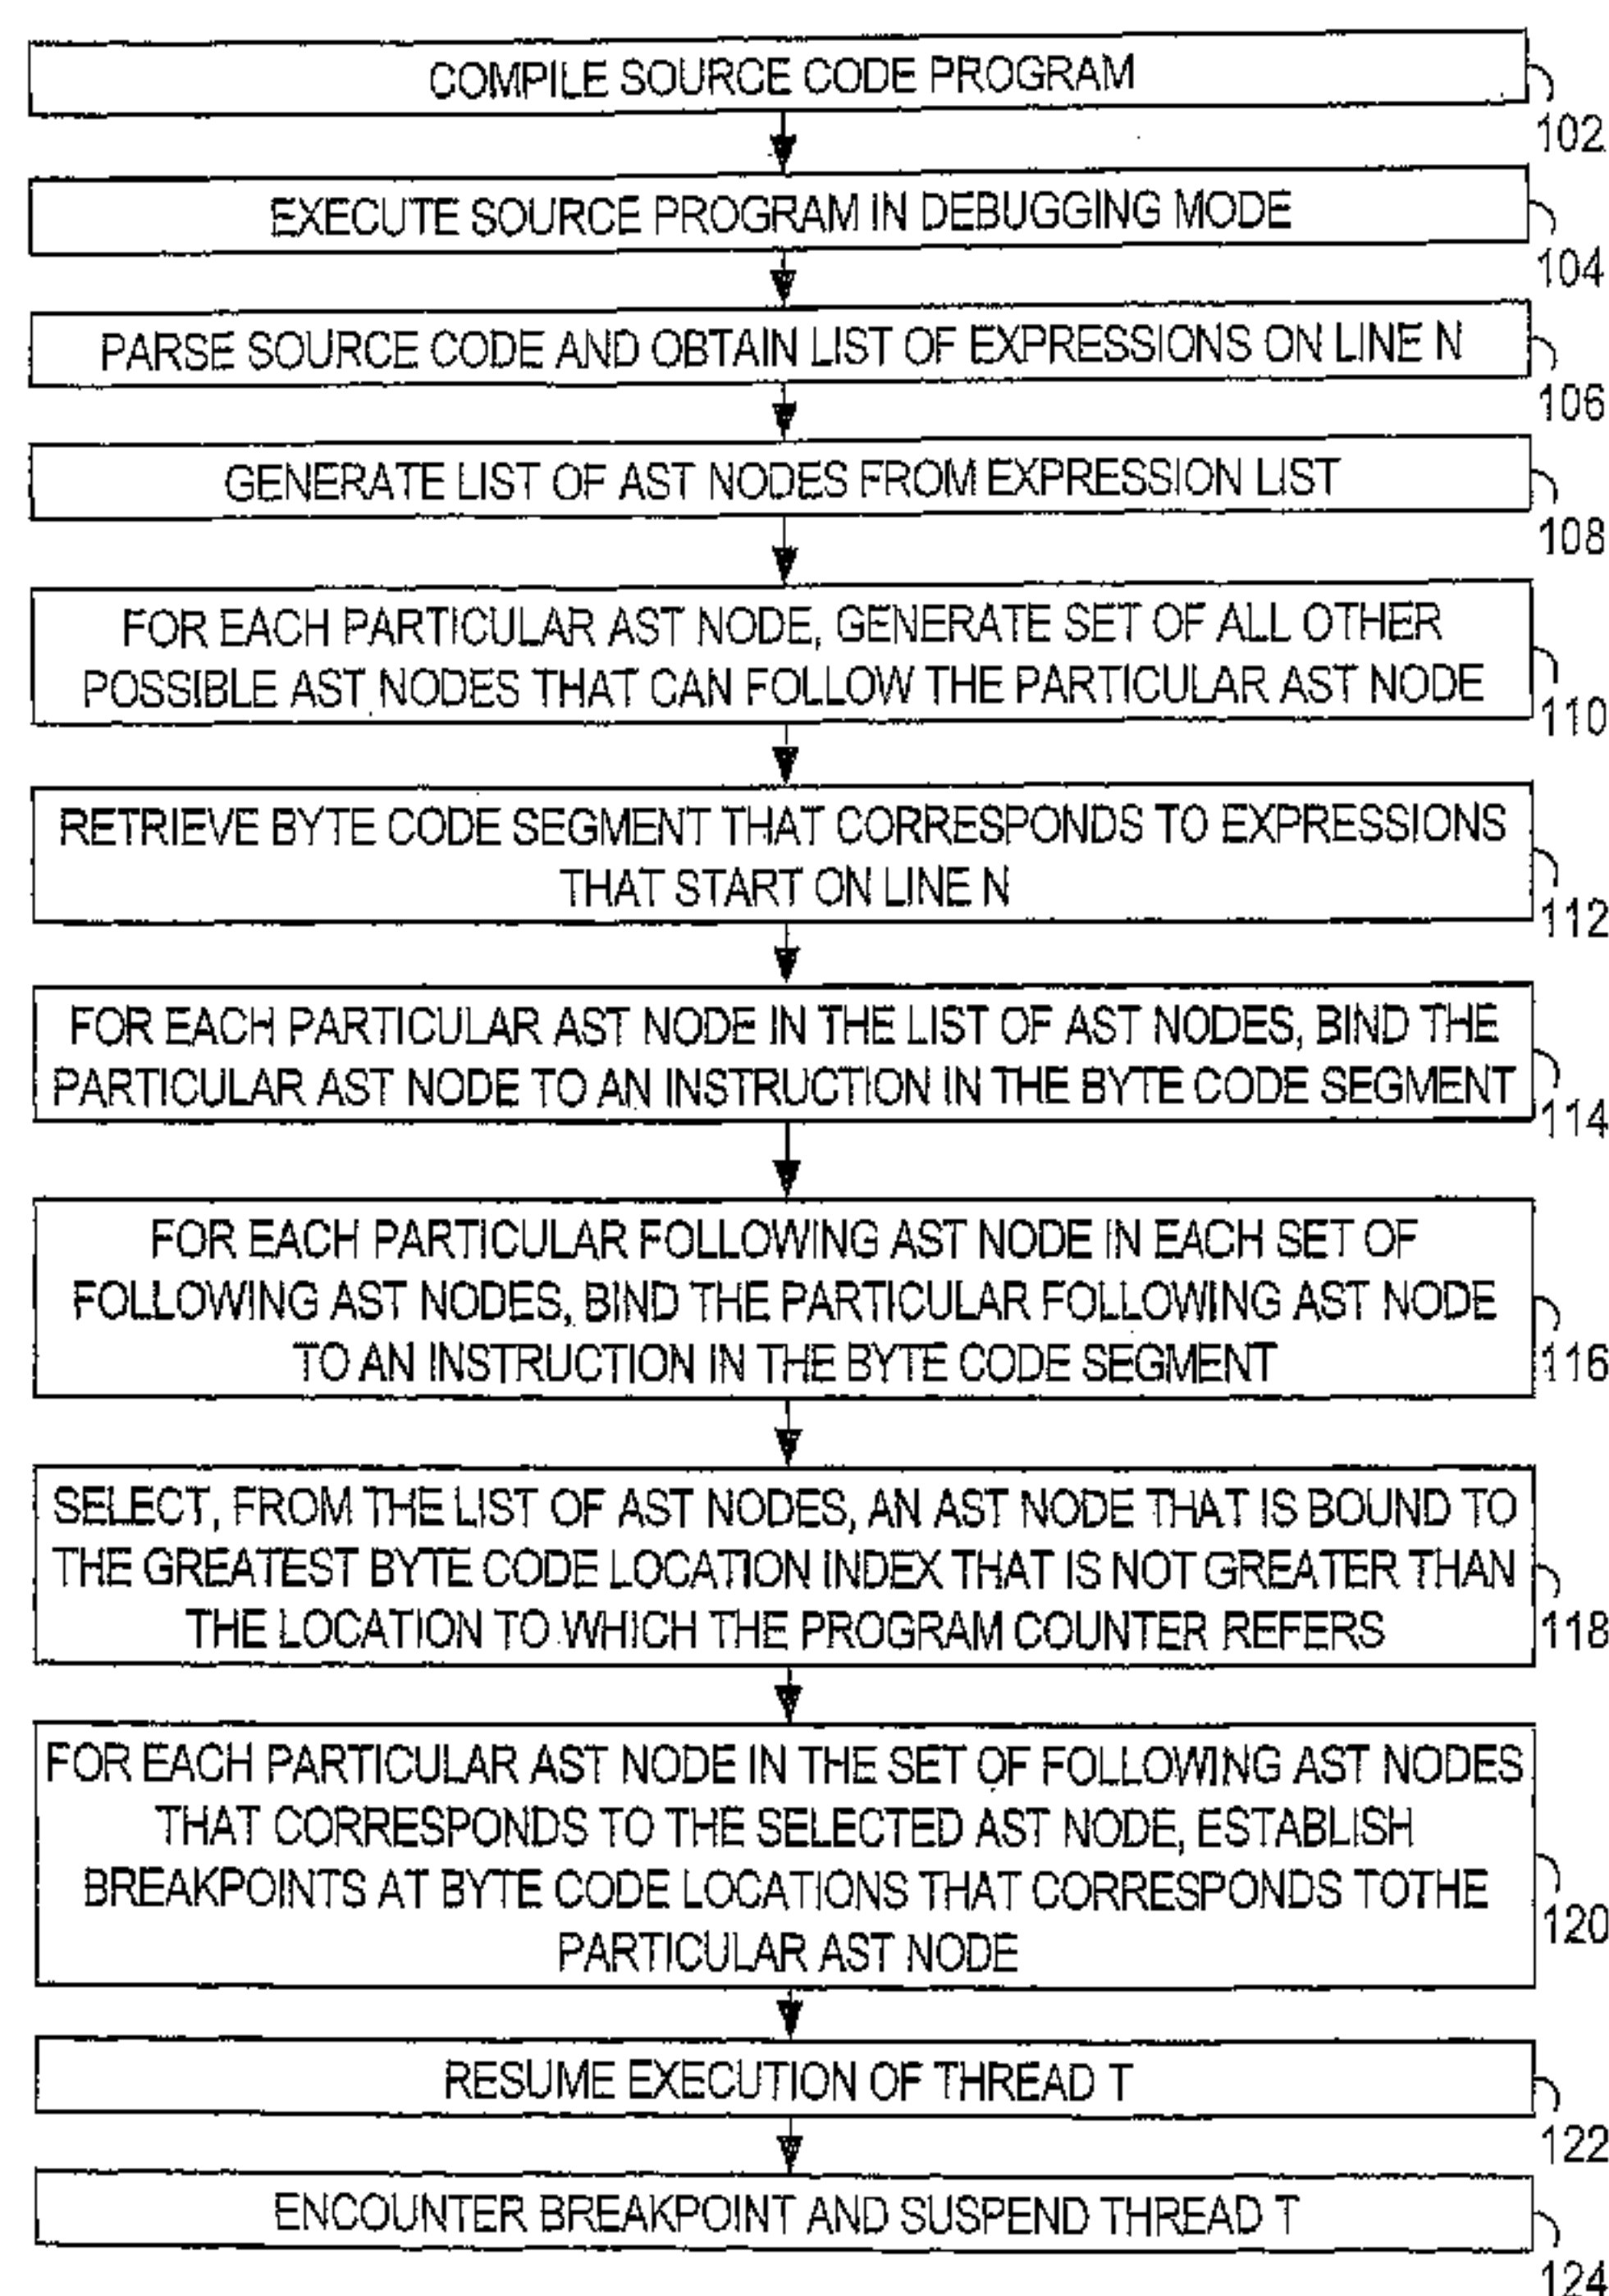 COMPILE SOURCE CODE PROGRAM
102
EXECUTE SOURCE PROGRAM IN DEBUGGING MODE
104
PARSE SOURCE CODE AND OBTAIN LIST OF EXPRESSIONS ON LINE N
106
GENERATE LIST OF AST NODES FROM EXPRESSION LIST
108
FOR EACH PARTICULAR AST NODE, GENERATE SET OF ALL OTHER
POSSIBLE AST NODES THAT CAN FOLLOW THE PARTICULAR AST NODE
110
RETRIEVE BYTE CODE SEGMENT THAT CORRESPONDS TO EXPRESSIONS
THAT START ON LINE N
112
FOR EACH PARTICULAR AST NODE IN THE LIST OF AST NODES, BIND THE
PARTICULAR AST NODE TO AN INSTRUCTION IN THE BYTE CODE SEGMENT
114
FOR EACH PARTICULAR FOLLOWING AST NODE IN EACH SET OF
FOLLOWING AST NODES, BIND THE PARTICULAR FOLLOWING AST NODE
TO AN INSTRUCTION IN THE BYTE CODE SEGMENT
116
SELECT, FROM THE LIST OF AST NODES, AN AST NODE THAT IS BOUND TO
THE GREATEST BYTE CODE LOCATION INDEX THAT IS NOT GREATER THAN
THE LOCATION TO WHICH THE PROGRAM COUNTER REFERS
118
FOR EACH PARTICULAR AST NODE IN THE SET OF FOLLOWING AST NODES
THAT CORRESPONDS TO THE SELECTED AST NODE, ESTABLISH
BREAKPOINTS AT BYTE CODE LOCATIONS THAT CORRESPONDS TOTHE
PARTICULAR AST NODE
120
RESUME EXECUTION OF THREAD T
122
ENCOUNTER BREAKPOINT AND SUSPEND THREAD T
124